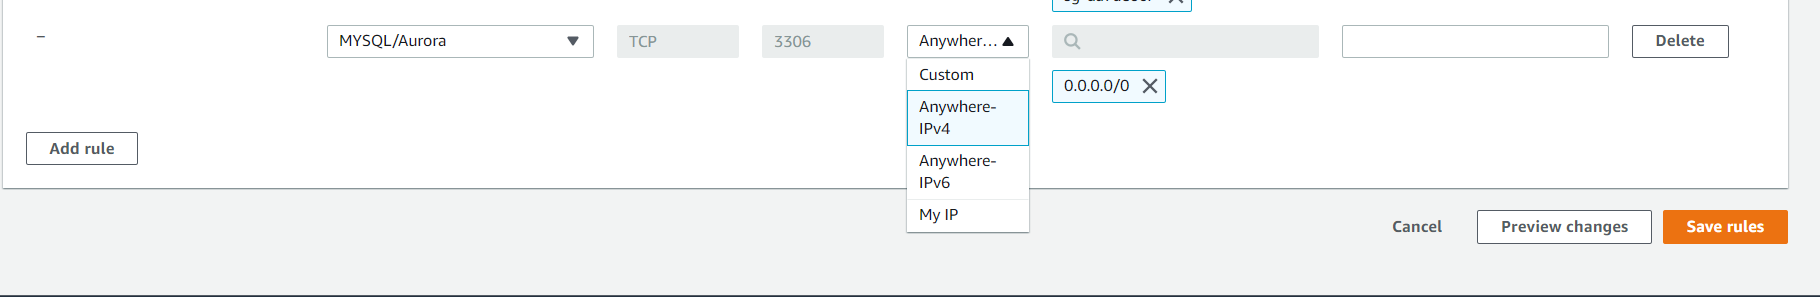 –
MYSQL/Aurora
TCP
3306
Anywher...
Delete
0.0.0.0/0
Custom
Anywhere-
IPv4
Anywhere-
IPv6
My IP
Add rule
Cancel
Preview changes
Save rules